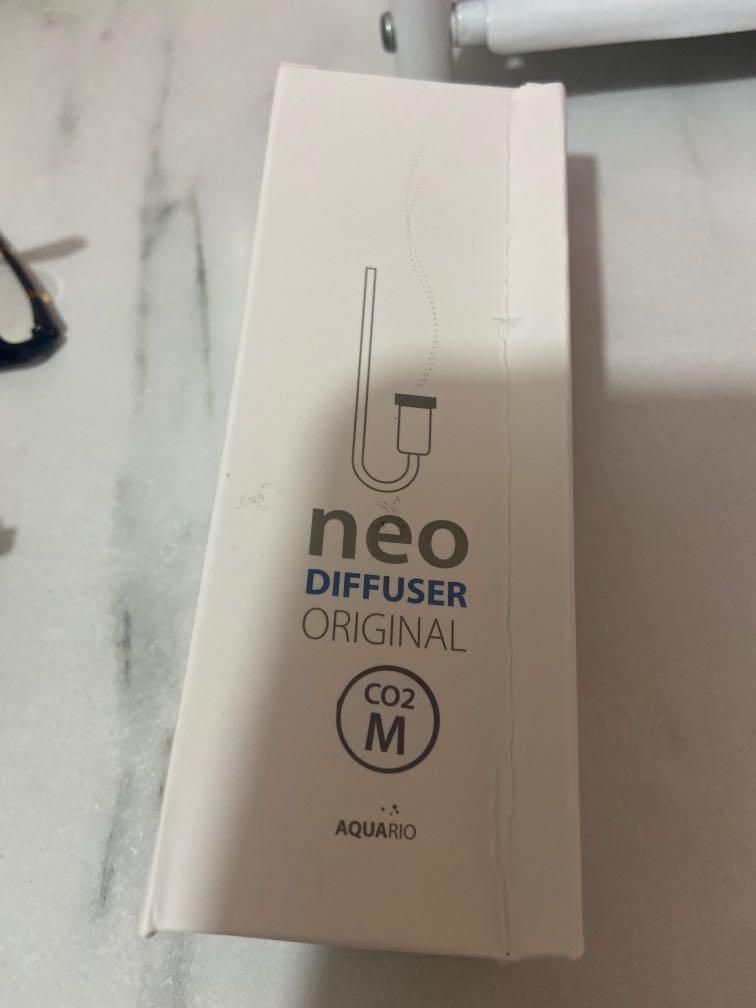 neo
DIFFUSER
ORIGINAL
CO2
M
AQUARIO